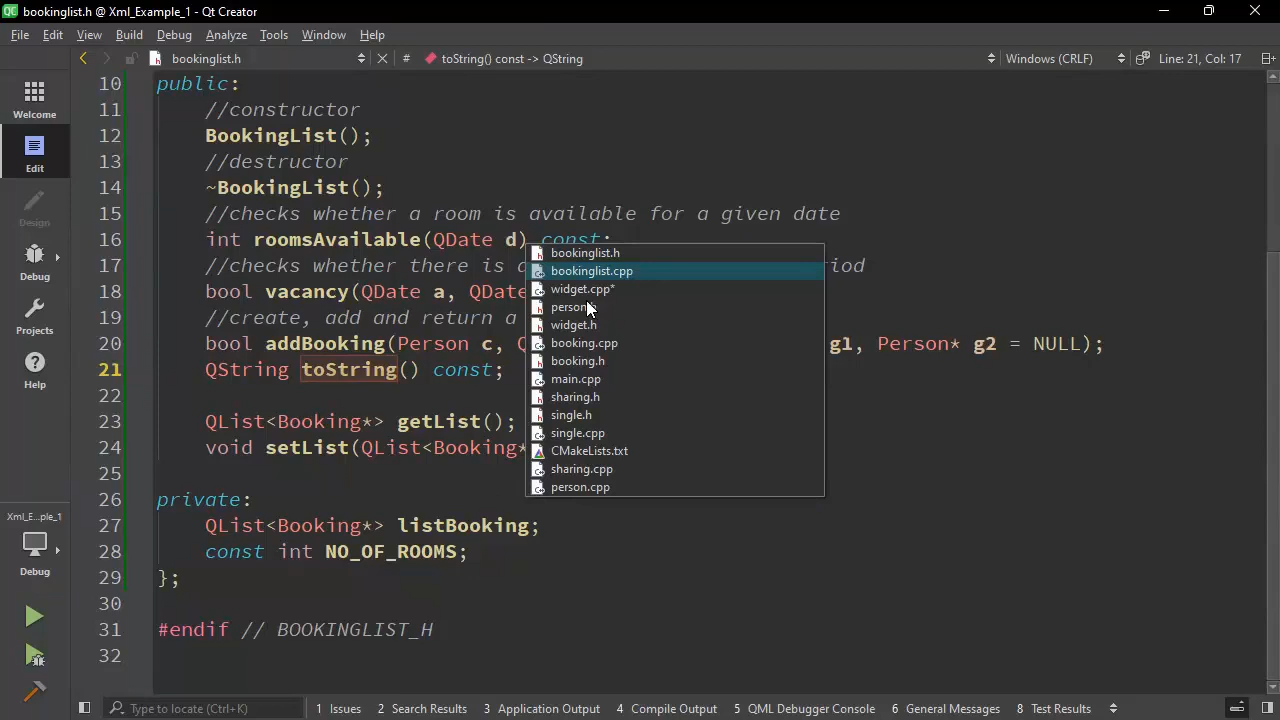 bookinglist.h @ Xml_Example_1 - Qt Creator
File Edit View Build Debug Analyze Tools Window Help
bookinglist.h # toString() const -> QString Windows (CRLF) Line: 21, Col: 17
Welcome
Edit
Design
Debug
Projects
Help
Xml_E...ple_1
Debug
10 public:
11 //constructor
12 BookingList();
13 //destructor
14 ~BookingList();
15 //checks whether a room is available for a given date
16 int roomsAvailable(QDate d) const;
17 //checks whether there is iod
18 bool vacancy(QDate a, QDate
19 //create, add and return a
20 bool addBooking(Person c, g1, Person* g2 = NULL);
21 QString toString() const;
22
23 QList<Booking*> getList();
24 void setList(QList<Booking*
25
26 private:
27 QList<Booking*> listBooking;
28 const int NO_OF_ROOMS;
29 };
30
31 #endif // BOOKINGLIST_H
32
bookinglist.h
bookinglist.cpp
widget.cpp*
person
widget.h
booking.cpp
booking.h
main.cpp
sharing.h
single.h
single.cpp
CMakeLists.txt
sharing.cpp
person.cpp
Type to locate (Ctrl+K) 1 Issues 2 Search Results 3 Application Output 4 Compile Output 5 QML Debugger Console 6 General Messages 8 Test Results